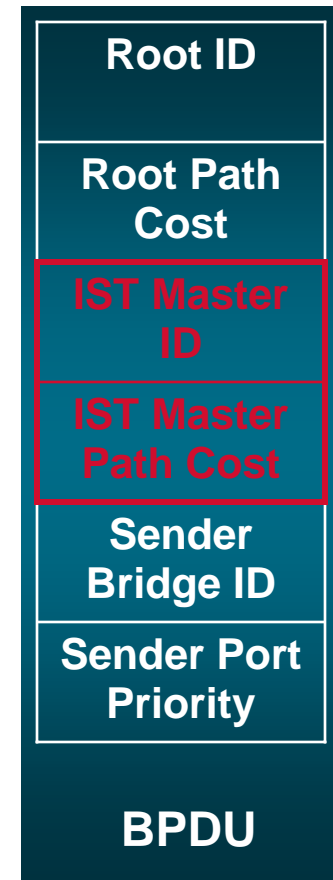 Root ID
Root Path
Cost
IST Master
ID
IST Master
Path Cost
Sender
Bridge ID
Sender Port
Priority
BPDU